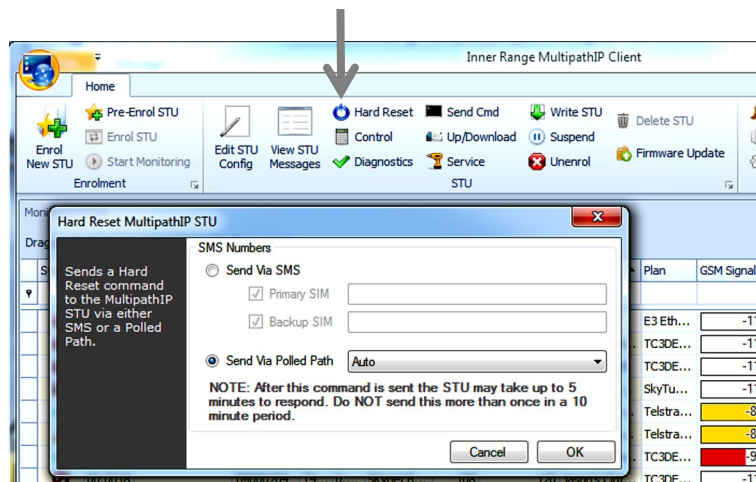 Inner Range MultipathIP Client
Home
Enrol
New STU
Pre-Enrol STU
Enrol STU
Start Monitoring
Enrolment
Edit STU
Config
View STU
Messages
Hard Reset
Control
Diagnostics
Send Cmd
Up/Download
Service
Write STU
Suspend
Unenrol
STU
Delete STU
Firmware Update
Hard Reset MultipathIP STU
Sends a Hard
Reset command
to the MultipathIP
STU via either
SMS or a Polled
Path.
SMS Numbers
Send Via SMS
Primary SIM
Backup SIM
Send Via Polled Path
Auto
NOTE: After this command is sent the STU may take up to 5
minutes to respond. Do NOT send this more than once in a 10
minute period.
Cancel
OK
Plan
GSM Signal
E3 Eth...
TC3DE...
TC3DE...
SkyTu...
Telstra...
Telstra...
TC3DE...
TC3DE...